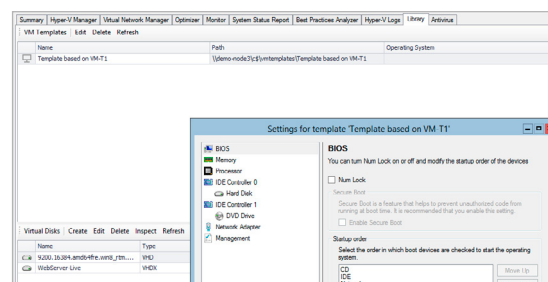 Summary Hyper-V Manager Virtual Network Manager Optimizer Monitor System Status Report Best Practices Analyzer Hyper-V Logs Library Antivirus
VM Templates Edit Delete Refresh
Name Path Operating System
Template based on VM-T1 \\demo-node3\c$\vmtemplates\Template based on VM-T1
Settings for template 'Template based on VM-T1'
BIOS
Memory
Processor
IDE Controller 0
Hard Disk
IDE Controller 1
DVD Drive
Network Adapter
Management
BIOS
You can turn Num Lock on or off and modify the startup order of the devices
Num Lock
Secure Boot
Secure Boot is a feature that helps to prevent unauthorized code from
running at boot time. It is recommended that you enable this setting.
Enable Secure Boot
Startup order
Select the order in which boot devices are checked to start the operating
system.
CD
IDE
Move Up
Virtual Disks Create Edit Delete Inspect Refresh
Name Type
9200.16384.amd64fre.win8_rtm.... VHD
WebServer Live VHDX